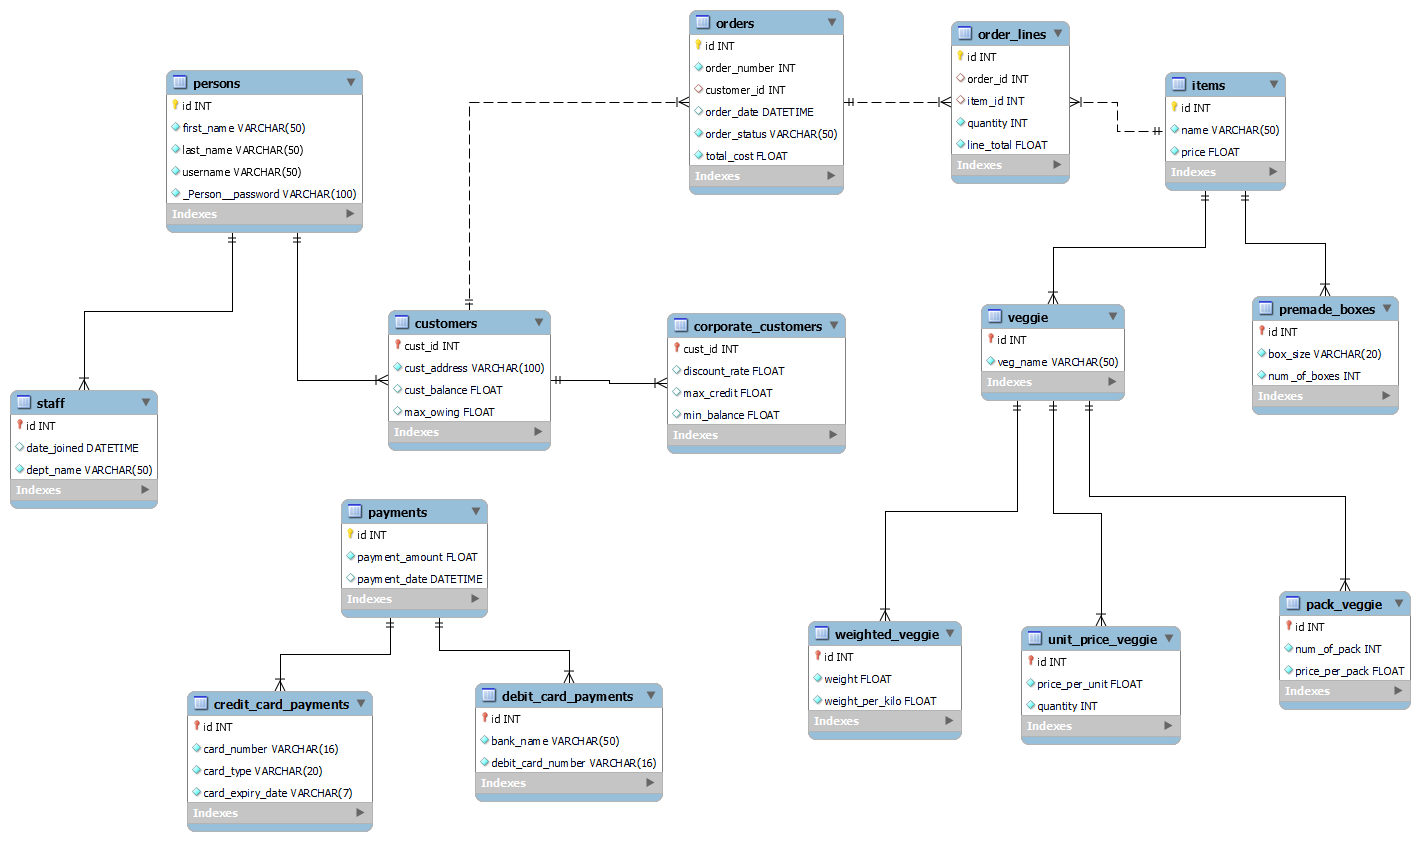 orders
id INT
order_number INT
customer_id INT
order_date DATETIME
order_status VARCHAR(50)
total_cost FLOAT
Indexes
order_lines
id INT
order_id INT
item_id INT
quantity INT
line_total FLOAT
Indexes
persons
id INT
first_name VARCHAR(50)
last_name VARCHAR(50)
username VARCHAR(50)
_Person__password VARCHAR(100)
Indexes
items
id INT
name VARCHAR(50)
price FLOAT
Indexes
customers
cust_id INT
cust_address VARCHAR(100)
cust_balance FLOAT
max_owing FLOAT
Indexes
corporate_customers
cust_id INT
discount_rate FLOAT
max_credit FLOAT
min_balance FLOAT
Indexes
veggie
id INT
veg_name VARCHAR(50)
Indexes
premade_boxes
id INT
box_size VARCHAR(20)
num_of_boxes INT
Indexes
staff
id INT
date_joined DATETIME
dept_name VARCHAR(50)
Indexes
payments
id INT
payment_amount FLOAT
payment_date DATETIME
Indexes
weighted_veggie
id INT
weight FLOAT
weight_per_kilo FLOAT
Indexes
unit_price_veggie
id INT
price_per_unit FLOAT
quantity INT
Indexes
pack_veggie
id INT
num_of_pack INT
price_per_pack FLOAT
Indexes
credit_card_payments
id INT
card_number VARCHAR(16)
card_type VARCHAR(20)
card_expiry_date VARCHAR(7)
Indexes
debit_card_payments
id INT
bank_name VARCHAR(50)
debit_card_number VARCHAR(16)
Indexes